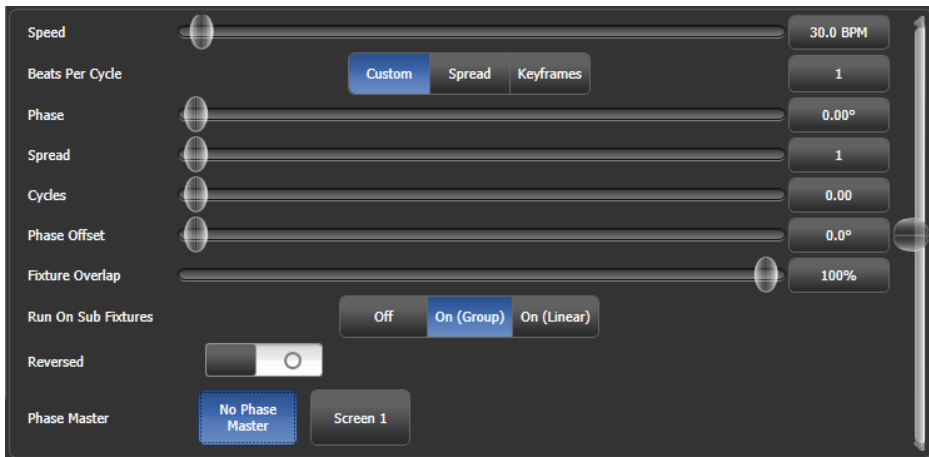 Speed 30.0 BPM
Beats Per Cycle Custom Spread Keyframes 1
Phase 0.00°
Spread 1
Cycles 0.00
Phase Offset 0.0°
Fixture Overlap 100%
Run On Sub Fixtures Off On (Group) On (Linear)
Reversed
Phase Master No Phase Master Screen 1